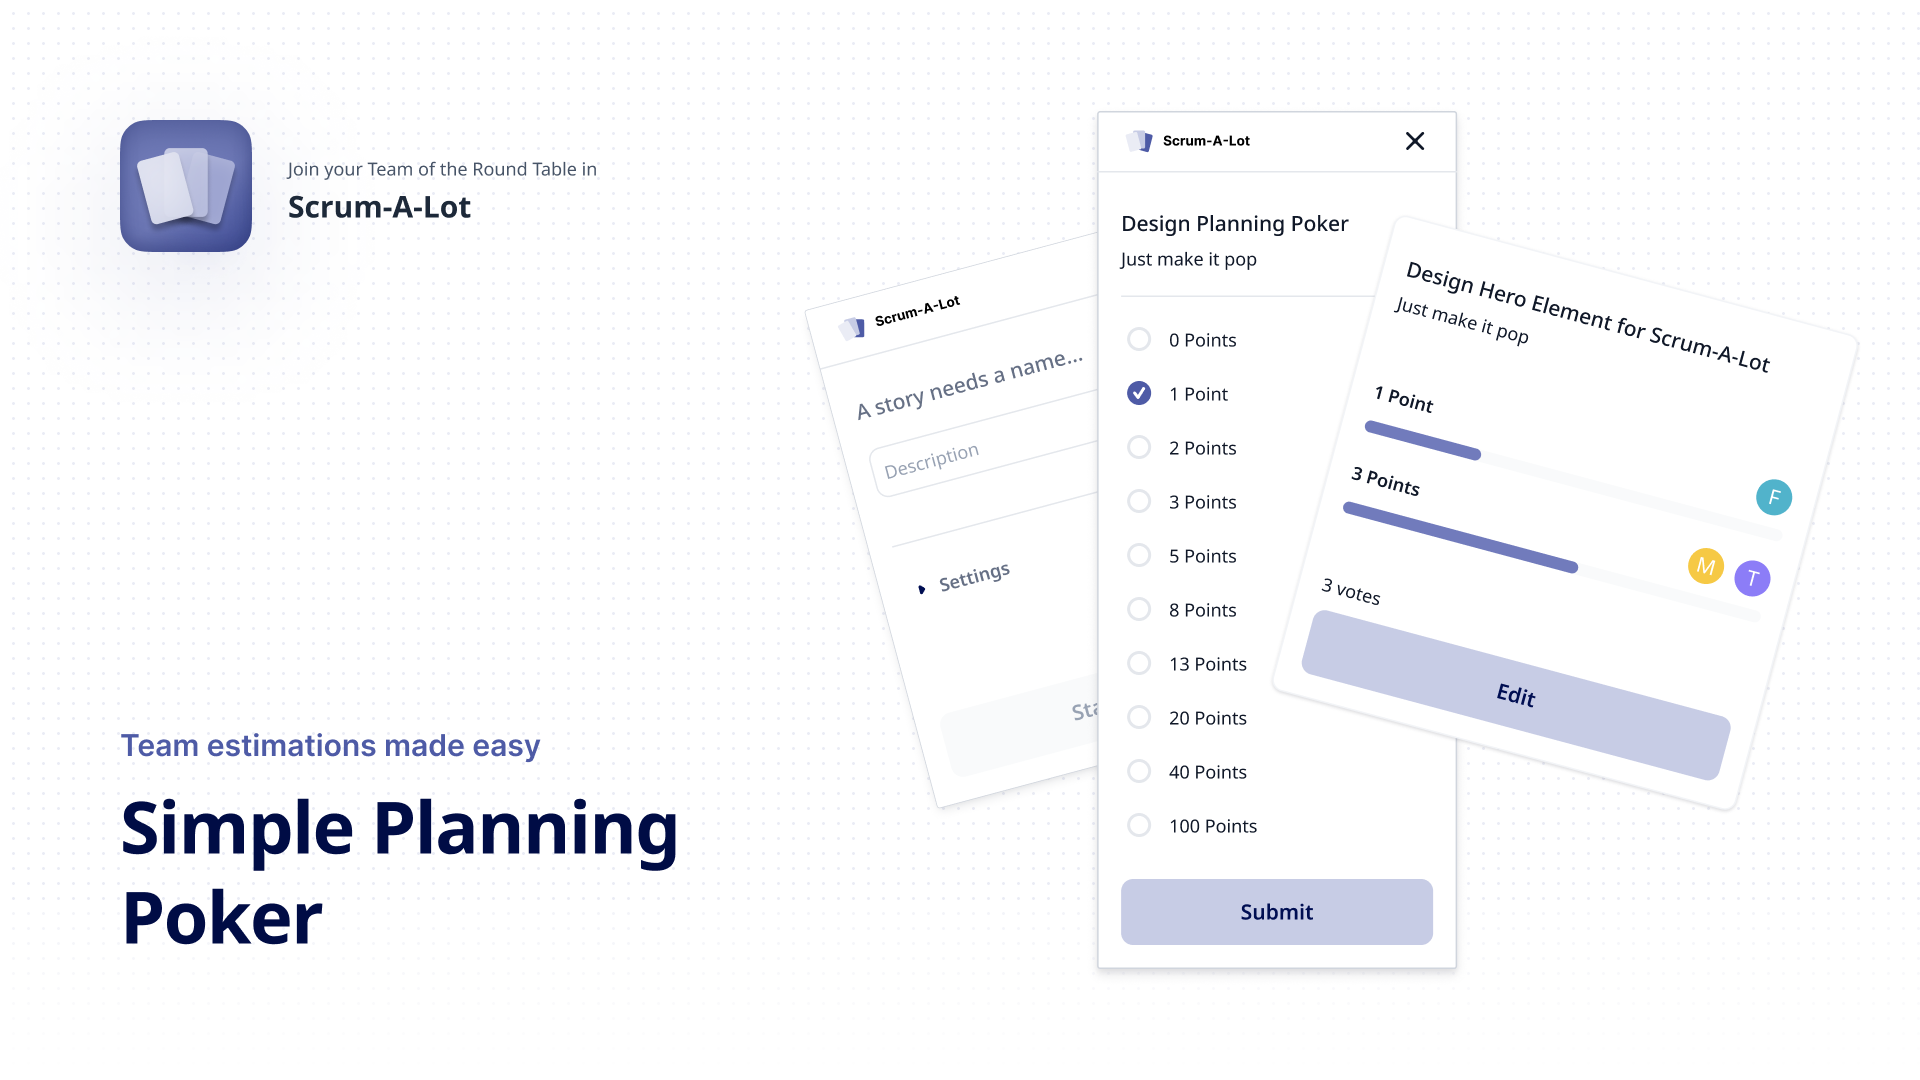 Join your Team of the Round Table in
Scrum-A-Lot
Team estimations made easy
Simple Planning
Poker
Scrum-A-Lot
A story needs a name...
Description
Settings
Scrum-A-Lot
Design Planning Poker
Just make it pop
0 Points
1 Point
2 Points
3 Points
5 Points
8 Points
13 Points
20 Points
40 Points
100 Points
Submit
Design Hero Element for Scrum-A-Lot
Just make it pop
1 Point
F
3 Points
M
T
3 votes
Edit